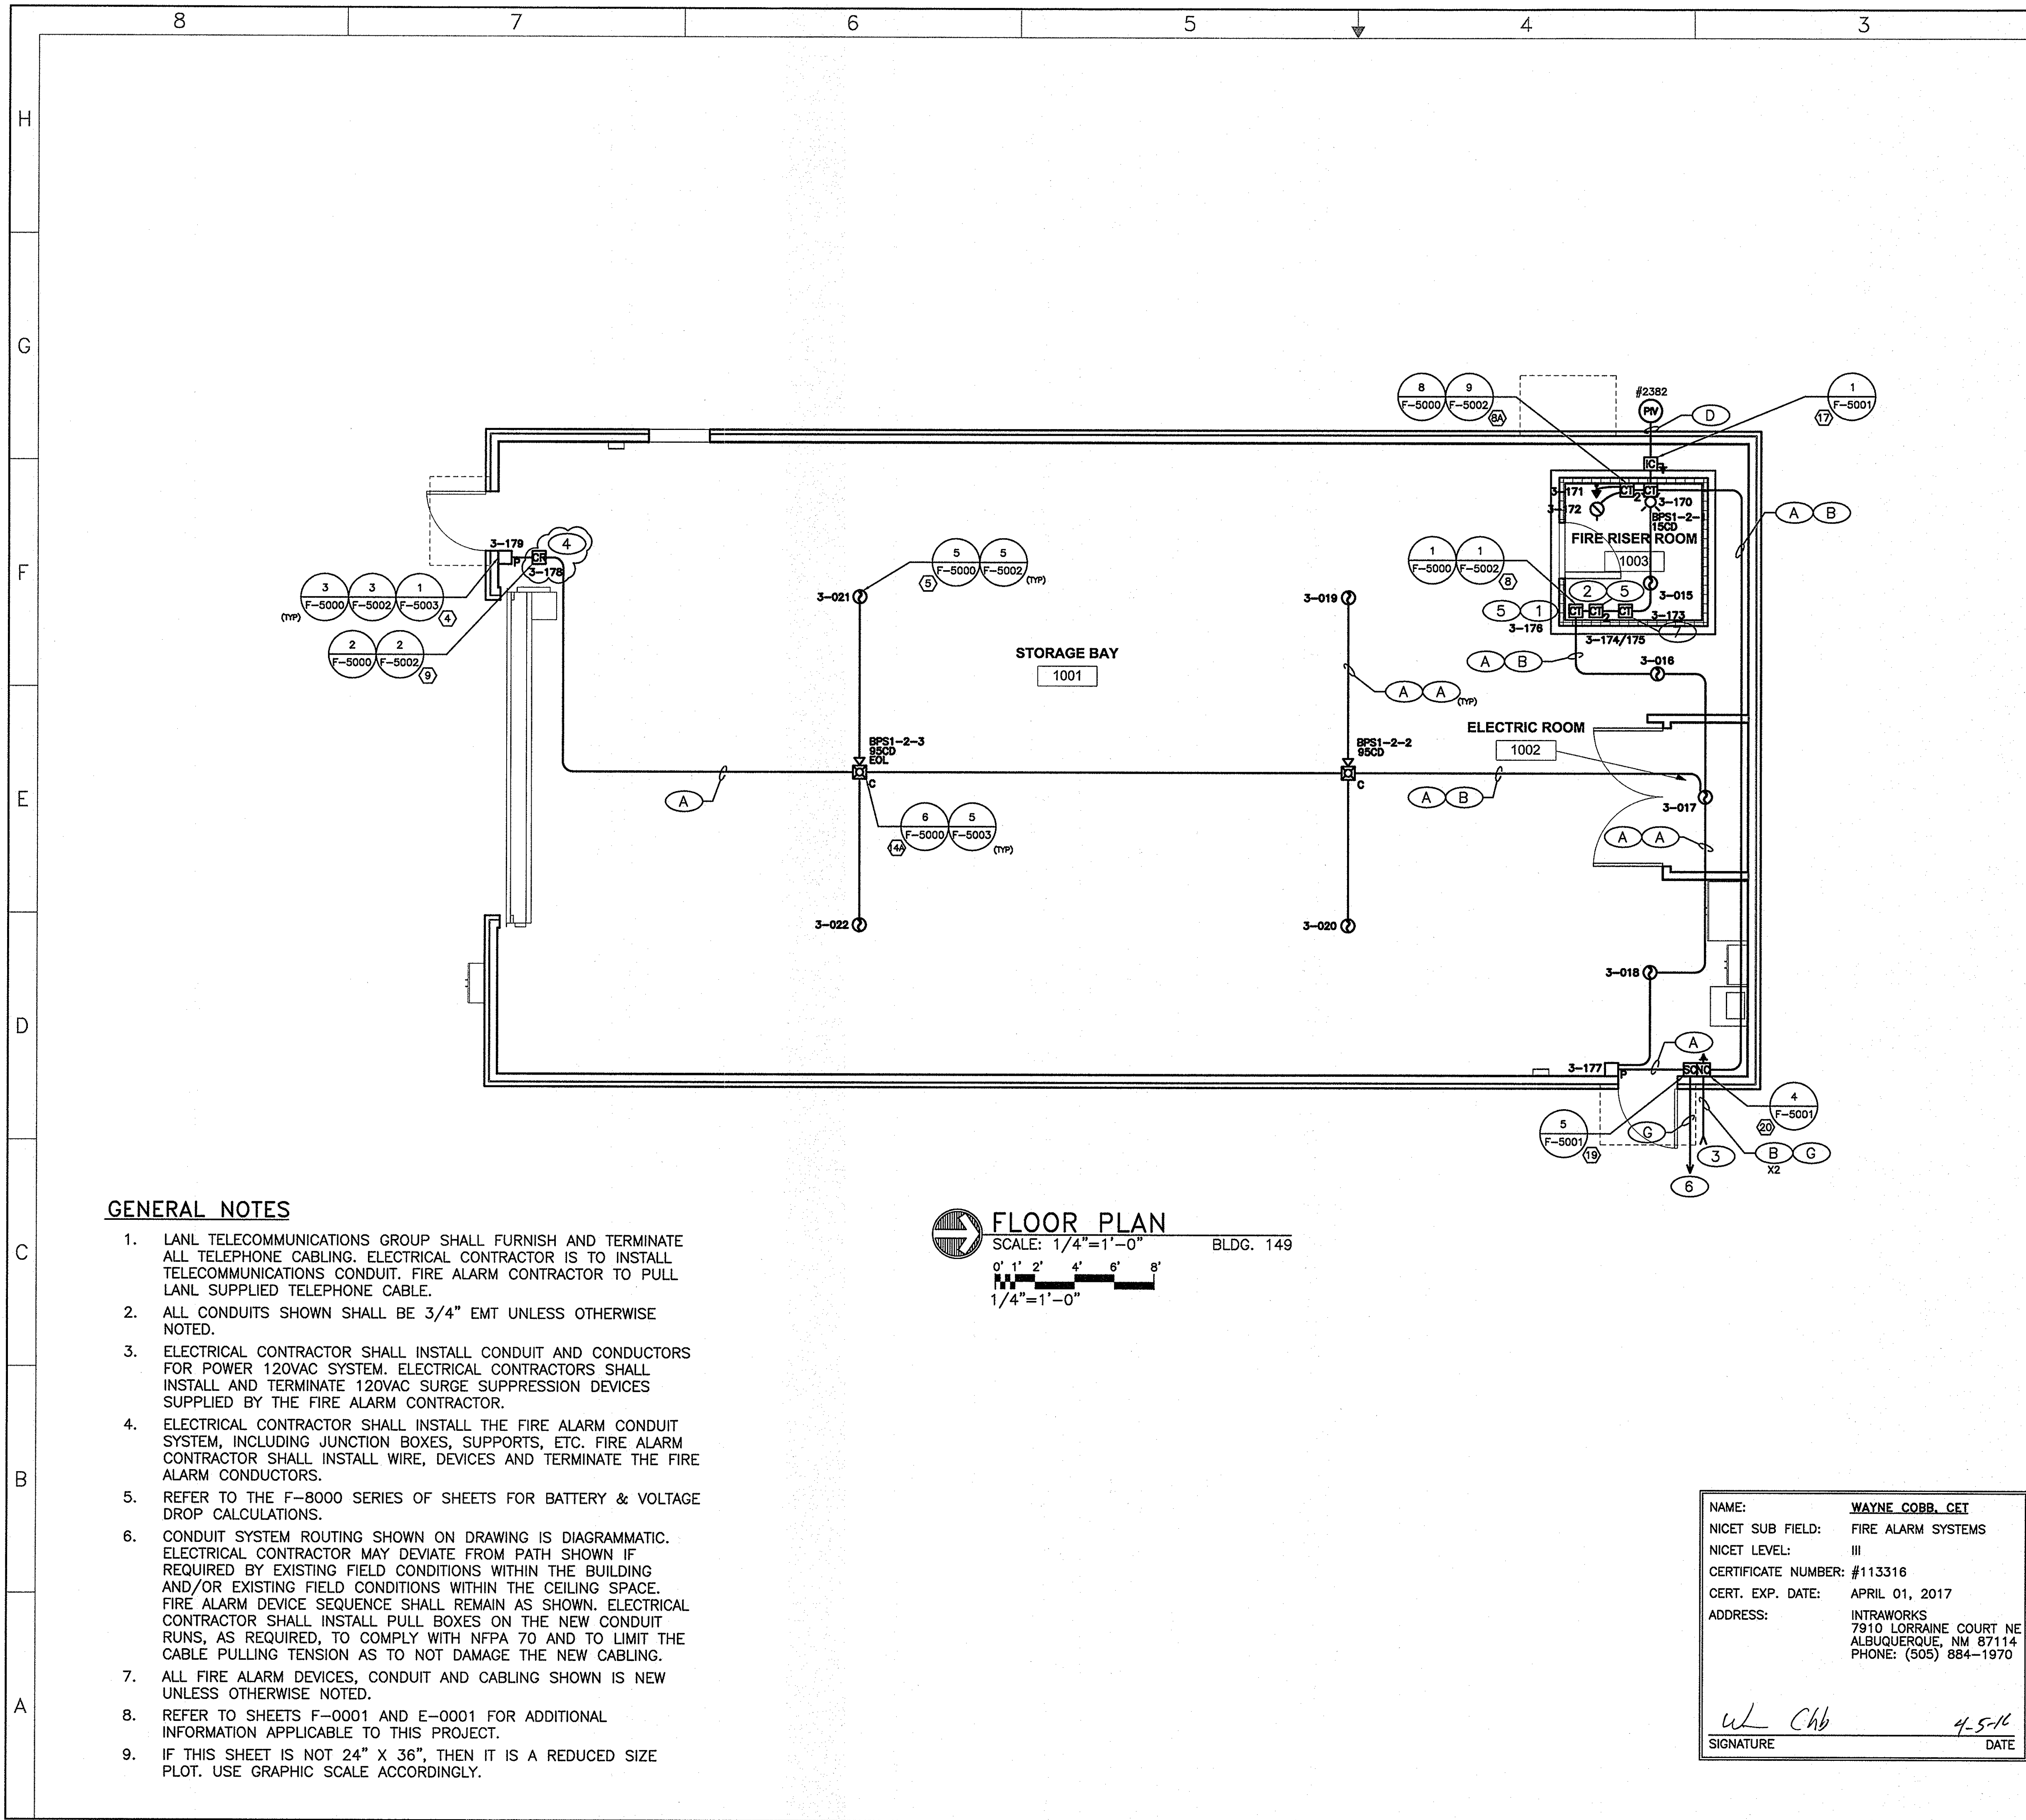 8 7 6 5 4 3
H
G
F
E
D
C
B
A
8
F-5000
9
F-5002
8A
#2382
PIV
D
1
F-5001
17
IC
3-171
CT
2
CT
3-170
3-172
BPS1-2-
15CD
A B
FIRE RISER ROOM
1003
1
F-5000
1
F-5002
8
3-015
2 5
5 1
CT CT CT
2
3-173
3-176
3-174/175
7
A B
3-016
3-179
P
CR
4
3-178
3
F-5000
3
F-5002
1
F-5003
4
(TYP)
2
F-5000
2
F-5002
9
5
F-5000
5
F-5002
5
(TYP)
3-021
3-019
STORAGE BAY
1001
A A
(TYP)
ELECTRIC ROOM
1002
BPS1-2-3
95CD
EOL
C
BPS1-2-2
95CD
C
A
A B
3-017
6
F-5000
5
F-5003
14A
(TYP)
A A
3-022
3-020
3-018
A
3-177
P
SC NC
4
F-5001
20
5
F-5001
19
G
3
B G
X2
6
GENERAL NOTES
1. LANL TELECOMMUNICATIONS GROUP SHALL FURNISH AND TERMINATE
ALL TELEPHONE CABLING. ELECTRICAL CONTRACTOR IS TO INSTALL
TELECOMMUNICATIONS CONDUIT. FIRE ALARM CONTRACTOR TO PULL
LANL SUPPLIED TELEPHONE CABLE.
2. ALL CONDUITS SHOWN SHALL BE 3/4" EMT UNLESS OTHERWISE
NOTED.
3. ELECTRICAL CONTRACTOR SHALL INSTALL CONDUIT AND CONDUCTORS
FOR POWER 120VAC SYSTEM. ELECTRICAL CONTRACTORS SHALL
INSTALL AND TERMINATE 120VAC SURGE SUPPRESSION DEVICES
SUPPLIED BY THE FIRE ALARM CONTRACTOR.
4. ELECTRICAL CONTRACTOR SHALL INSTALL THE FIRE ALARM CONDUIT
SYSTEM, INCLUDING JUNCTION BOXES, SUPPORTS, ETC. FIRE ALARM
CONTRACTOR SHALL INSTALL WIRE, DEVICES AND TERMINATE THE FIRE
ALARM CONDUCTORS.
5. REFER TO THE F-8000 SERIES OF SHEETS FOR BATTERY & VOLTAGE
DROP CALCULATIONS.
6. CONDUIT SYSTEM ROUTING SHOWN ON DRAWING IS DIAGRAMMATIC.
ELECTRICAL CONTRACTOR MAY DEVIATE FROM PATH SHOWN IF
REQUIRED BY EXISTING FIELD CONDITIONS WITHIN THE BUILDING
AND/OR EXISTING FIELD CONDITIONS WITHIN THE CEILING SPACE.
FIRE ALARM DEVICE SEQUENCE SHALL REMAIN AS SHOWN. ELECTRICAL
CONTRACTOR SHALL INSTALL PULL BOXES ON THE NEW CONDUIT
RUNS, AS REQUIRED, TO COMPLY WITH NFPA 70 AND TO LIMIT THE
CABLE PULLING TENSION AS TO NOT DAMAGE THE NEW CABLING.
7. ALL FIRE ALARM DEVICES, CONDUIT AND CABLING SHOWN IS NEW
UNLESS OTHERWISE NOTED.
8. REFER TO SHEETS F-0001 AND E-0001 FOR ADDITIONAL
INFORMATION APPLICABLE TO THIS PROJECT.
9. IF THIS SHEET IS NOT 24" X 36", THEN IT IS A REDUCED SIZE
PLOT. USE GRAPHIC SCALE ACCORDINGLY.
FLOOR PLAN
SCALE: 1/4"=1'-0" BLDG. 149
0' 1' 2' 4' 6' 8'
1/4"=1'-0"
NAME: WAYNE COBB, CET
NICET SUB FIELD: FIRE ALARM SYSTEMS
NICET LEVEL: III
CERTIFICATE NUMBER: #113316
CERT. EXP. DATE: APRIL 01, 2017
ADDRESS: INTRAWORKS
7910 LORRAINE COURT NE
ALBUQUERQUE, NM 87114
PHONE: (505) 884-1970
4-5-16
SIGNATURE DATE